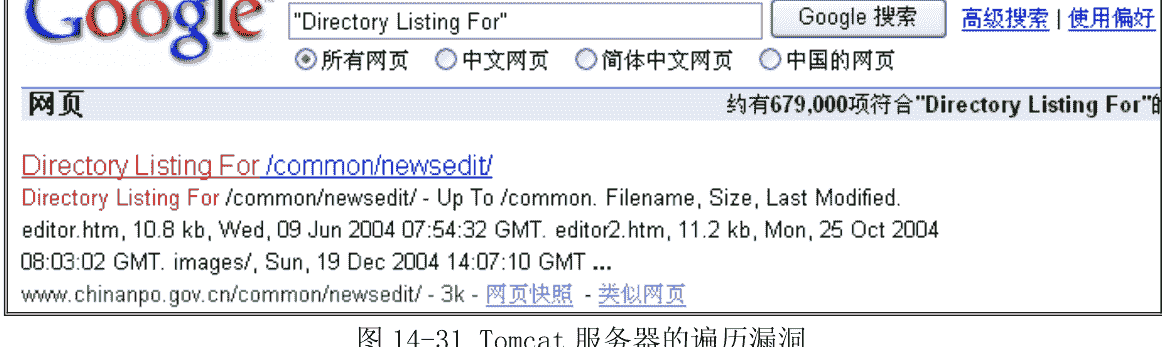 Google
"Directory Listing For" Google 搜索 高级搜索 | 使用偏好
所有网页 中文网页 简体中文网页 中国的网页
网页 约有679,000项符合"Directory Listing For"的
Directory Listing For /common/newsedit/
Directory Listing For /common/newsedit/ - Up To /common. Filename, Size, Last Modified.
editor.htm, 10.8 kb, Wed, 09 Jun 2004 07:54:32 GMT. editor2.htm, 11.2 kb, Mon, 25 Oct 2004
08:03:02 GMT. images/, Sun, 19 Dec 2004 14:07:10 GMT ...
www.chinanpo.gov.cn/common/newsedit/ - 3k - 网页快照 - 类似网页
图 14-31 Tomcat 服务器的遍历漏洞